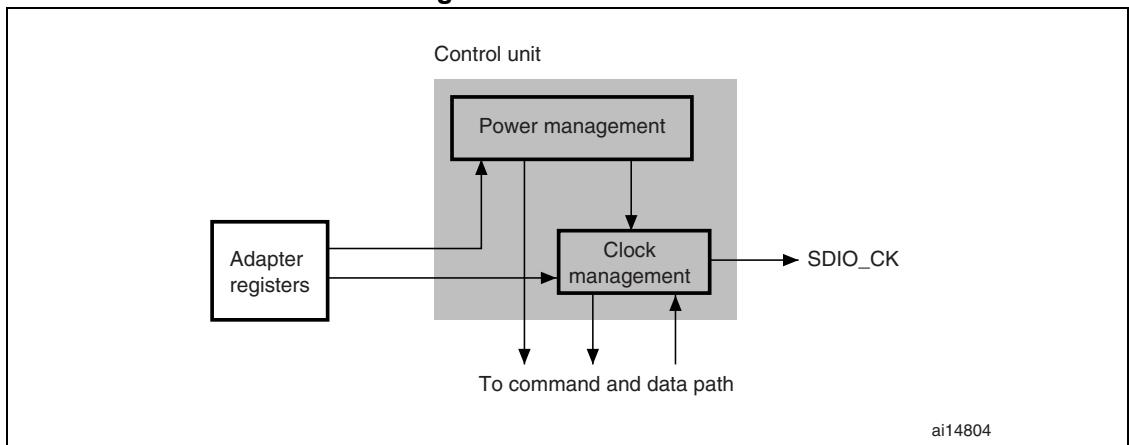 Control unit
Power management
Clock
management
Adapter
registers
SDIO_CK
To command and data path
ai14804